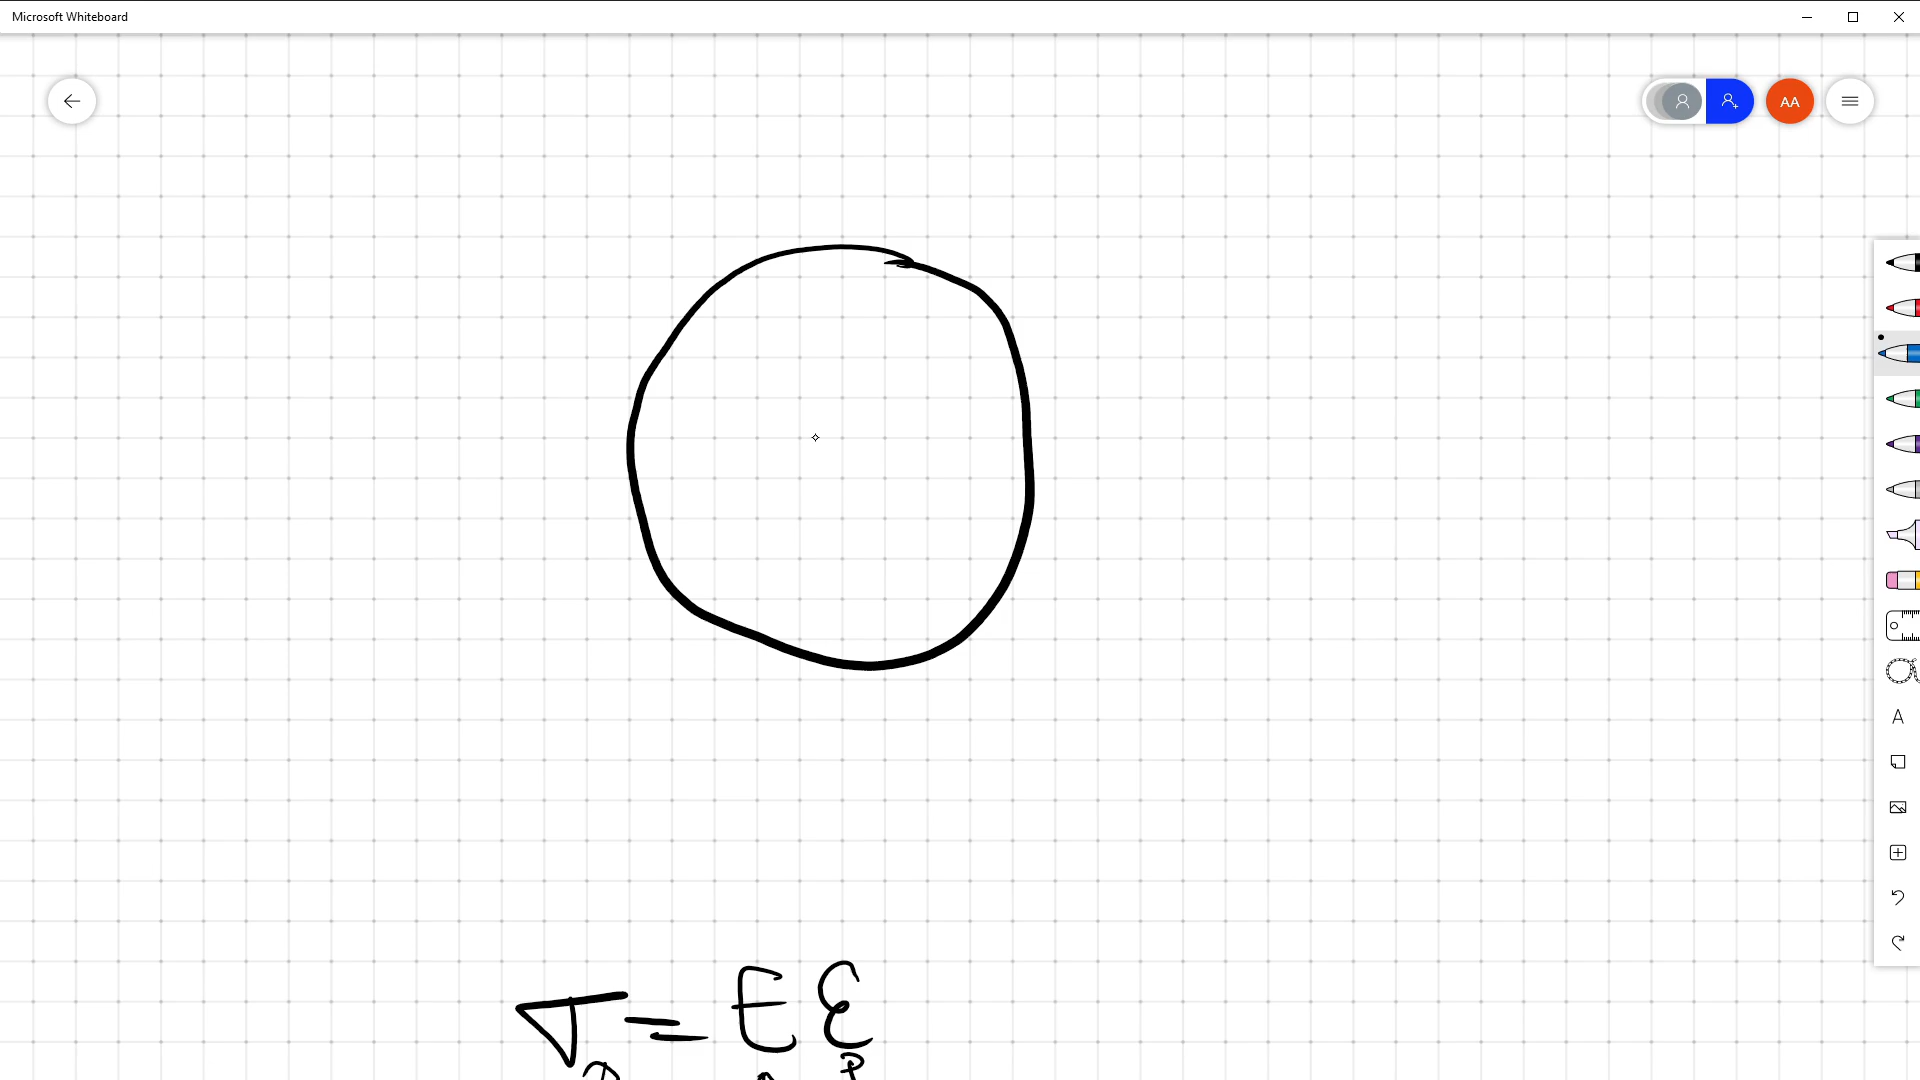 Microsoft Whiteboard
AA
A
σ = E ε